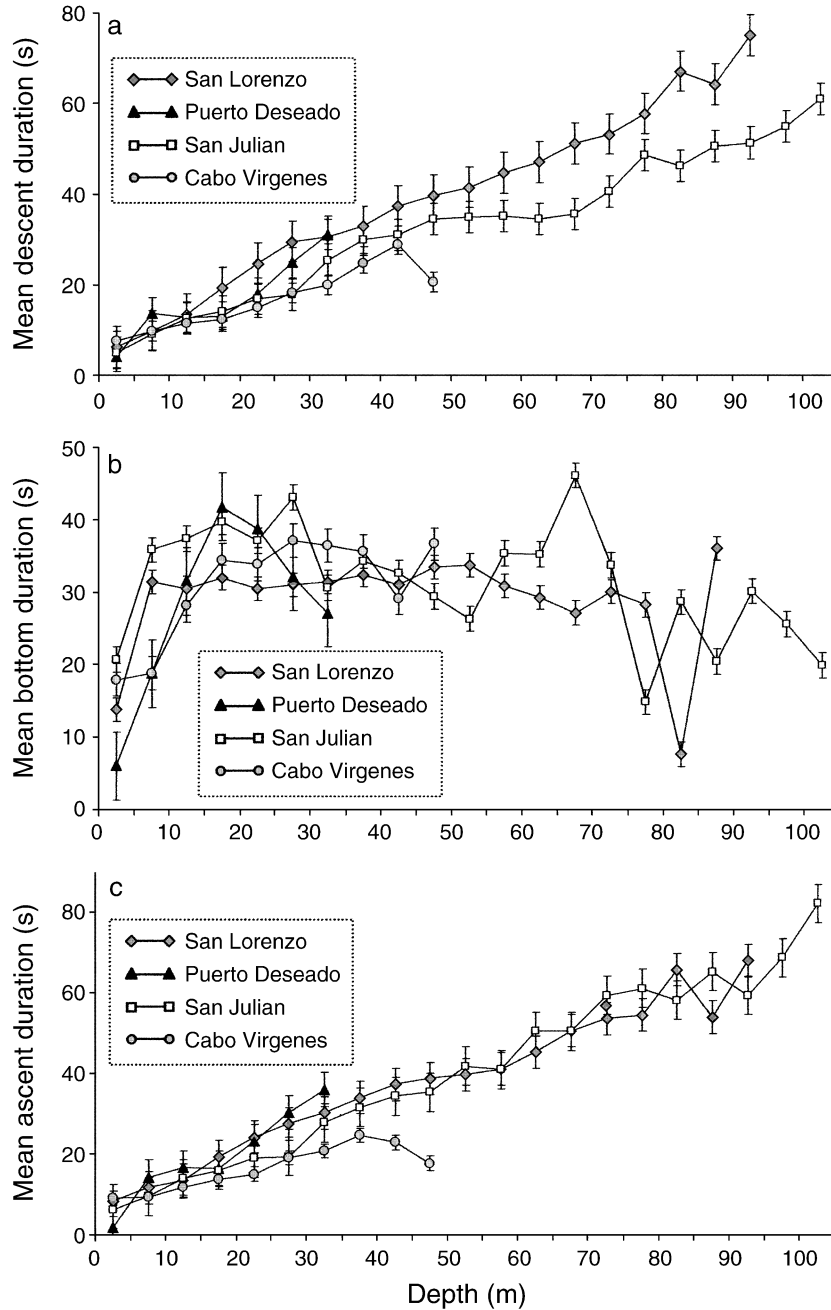 a
Mean descent duration (s)
80
60
40
20
0
San Lorenzo
Puerto Deseado
San Julian
Cabo Virgenes
0 10 20 30 40 50 60 70 80 90 100
b
Mean bottom duration (s)
50
40
30
20
10
0
San Lorenzo
Puerto Deseado
San Julian
Cabo Virgenes
0 10 20 30 40 50 60 70 80 90 100
c
Mean ascent duration (s)
80
60
40
20
0
San Lorenzo
Puerto Deseado
San Julian
Cabo Virgenes
0 10 20 30 40 50 60 70 80 90 100
Depth (m)